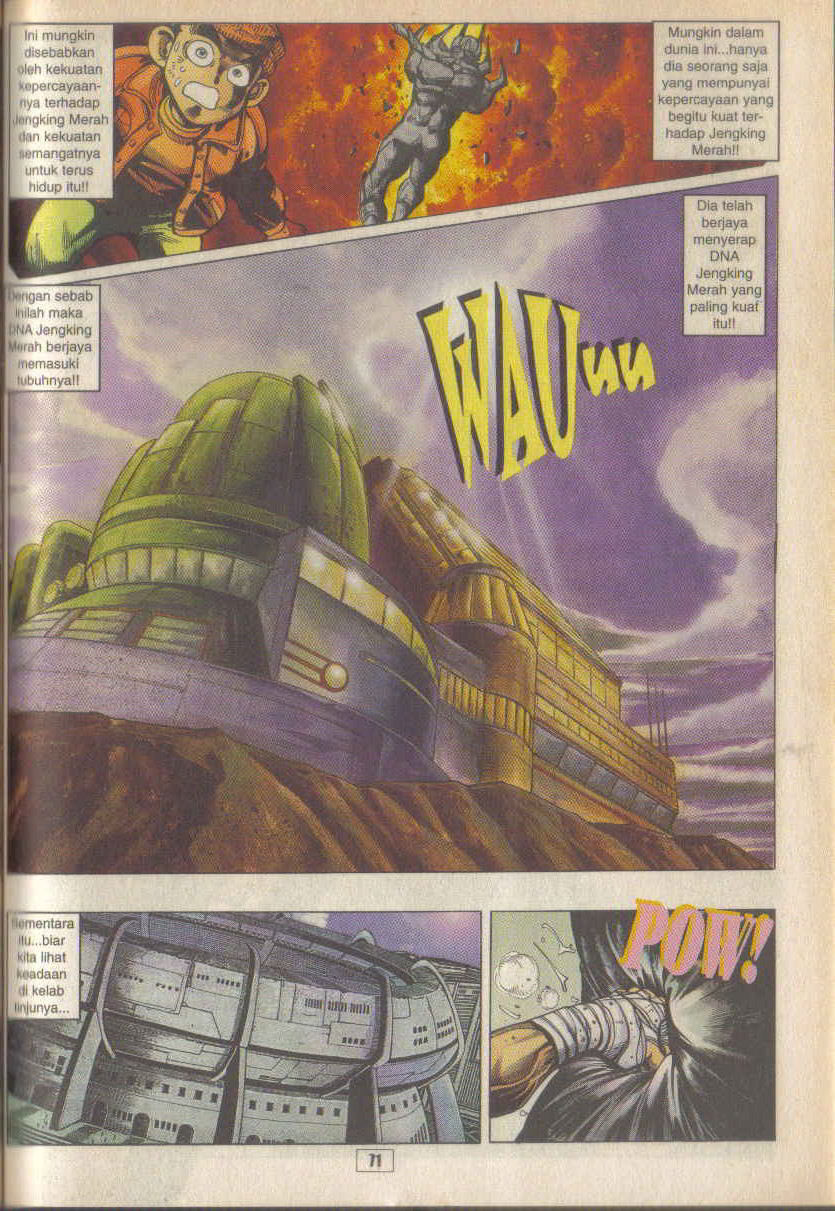 Ini mungkin
disebabkan
oleh kekuatan
kepercayaan-
nya terhadap
Jengking Merah
dan kekuatan
semangatnya
untuk terus
hidup itu!!
Mungkin dalam
dunia ini...hanya
dia seorang saja
yang mempunyai
kepercayaan yang
begitu kuat ter-
hadap Jengking
Merah!!
Dia telah
berjaya
menyerap
DNA
Jengking
Merah yang
paling kuat
itu!!
Dengan sebab
inilah maka
DNA Jengking
Merah berjaya
memasuki
tubuhnya!!
WAUuu
Sementara
itu...biar
kita lihat
keadaan
di kelab
tinjunya...
POW!
71